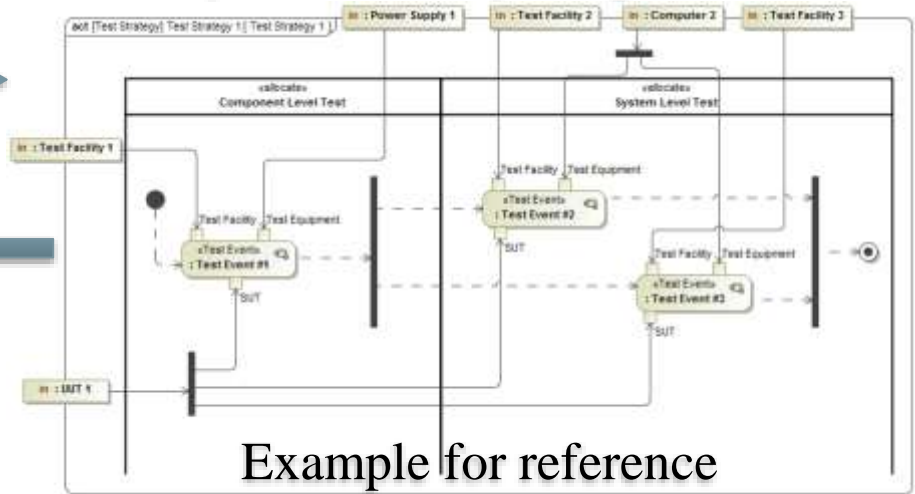 in : Power Supply 1
in : Test Facility 2
in : Computer 2
in : Test Facility 3
act [Test Strategy] Test Strategy 1 [ Test Strategy 1 ]
«allocate»
Component Level Test
«allocate»
System Level Test
in : Test Facility 1
Test Facility
Test Equipment
«Test Event»
: Test Event #2
SUT
Test Facility
Test Equipment
«Test Event»
: Test Event #1
SUT
Test Facility
Test Equipment
«Test Event»
: Test Event #3
SUT
in : UUT 1
Example for reference